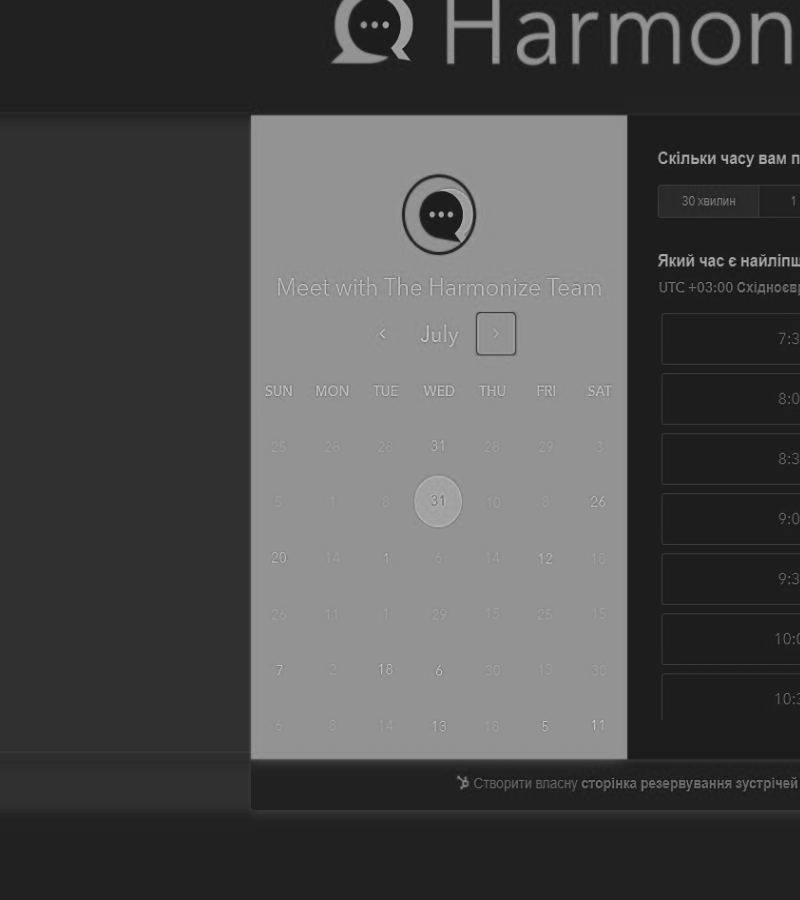 Harmon
Meet with The Harmonize Team
July
SUN MON TUE WED THU FRI SAT
25 28 28 31 28 29 3
5 1 8 31 10 8 26
20 14 1 6 14 12 18
26 11 1 29 15 25 15
7 2 18 6 30 13 30
6 8 14 13 18 5 11
Скільки часу вам п
30 хвилин 1
Який час є найліпш
UTC +03:00 Східноєвр
7:3
8:0
8:3
9:0
9:3
10:0
10:3
Створити власну сторінка резервування зустрічей